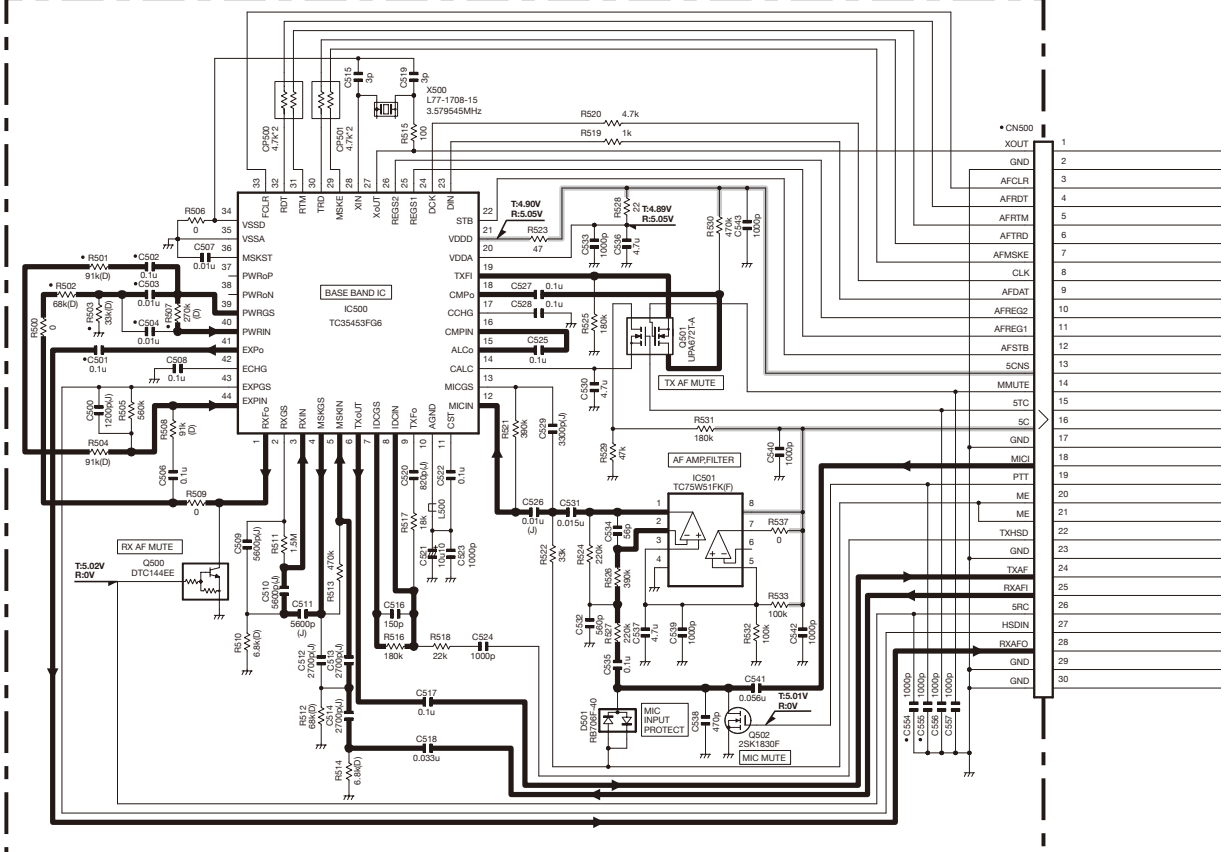 C515
3p
C519
3p
X500
L77-1708-15
3.579545MHz
R515
100
CP500
4.7k*2
CP501
4.7k*2
R520
4.7k
R519
1k
• CN500
XOUT
1
GND
2
AFCLR
3
AFRDT
4
AFRTM
5
AFTRD
6
AFMSKE
7
CLK
8
AFDAT
9
AFREG2
10
AFREG1
11
AFSTB
12
5CNS
13
MMUTE
14
5TC
15
5C
16
GND
17
MICI
18
PTT
19
ME
20
ME
21
TXHSD
22
GND
23
TXAF
24
RXAFI
25
5RC
26
HSDIN
27
RXAFO
28
GND
29
GND
30
33
32
31
30
29
28
27
26
25
24
23
FCLR
RDT
RTM
TRD
MSKE
XIN
XoUT
REGS2
REGS1
DCK
DIN
34
VSSD
35
VSSA
36
MSKST
37
PWRoP
38
PWRoN
39
PWRGS
40
PWRIN
41
EXPo
42
ECHG
43
EXPGS
44
EXPIN
STB
22
VDDD
21
VDDA
20
TXFI
19
CMPo
18
CCHG
17
CMPIN
16
ALCo
15
CALC
14
MICGS
13
MICIN
12
BASE BAND IC
IC500
TC35453FG6
RXFo
RXGS
RXIN
MSKGS
MSKIN
TXoUT
IDCGS
IDCIN
TXFo
AGND
CST
1
2
3
4
5
6
7
8
9
10
11
R506
0
C507
0.01u
• R501
91k(D)
• C502
0.1u
• R502
68k(D)
• C503
0.01u
R500
0
• R503
33k(D)
• C504
0.01u
• R507
270k
(D)
• C501
0.1u
C508
0.1u
C500
1200p(J)
R505
560k
R508
91k
(D)
R504
91k(D)
C506
0.1u
R509
0
RX AF MUTE
Q500
DTC144EE
T:5.02V
R:0V
C509
5600p(J)
R511
1.5M
C510
5600p(J)
C511
5600p
(J)
R513
470k
R510
6.8k(D)
C512
2700p(J)
C513
2700p(J)
R512
68k(D)
C514
2700p(J)
R514
6.8k(D)
C516
150p
R516
180k
R518
22k
C524
1000p
C517
0.1u
C518
0.033u
C520
820p(J)
R517
18k
C522
0.1u
L500
C521
10u10
C523
1000p
T:4.90V
R:5.05V
R523
47
R528
22
T:4.89V
R:5.05V
C533
1000p
C536
4.7u
R530
470k
C543
1000p
C527
0.1u
C528
0.1u
C525
0.1u
R525
180k
Q501
UPA672T-A
TX AF MUTE
C530
4.7u
R521
390k
C529
3300p(J)
R529
47k
R531
180k
C540
1000p
AF AMP,FILTER
IC501
TC75W51FK(F)
1
2
3
4
8
7
6
5
C526
0.01u
(J)
C531
0.015u
R522
33k
R524
220k
C534
56p
R526
390k
R537
0
R533
100k
C532
560p
R527
220k
C537
4.7u
C539
1000p
R532
100k
C542
1000p
C535
0.1u
C541
0.056u
T:5.01V
R:0V
D501
RB706F-40
MIC
INPUT
PROTECT
C538
470p
Q502
2SK1830F
MIC MUTE
• C554
1000p
• C555
1000p
C556
1000p
C557
1000p